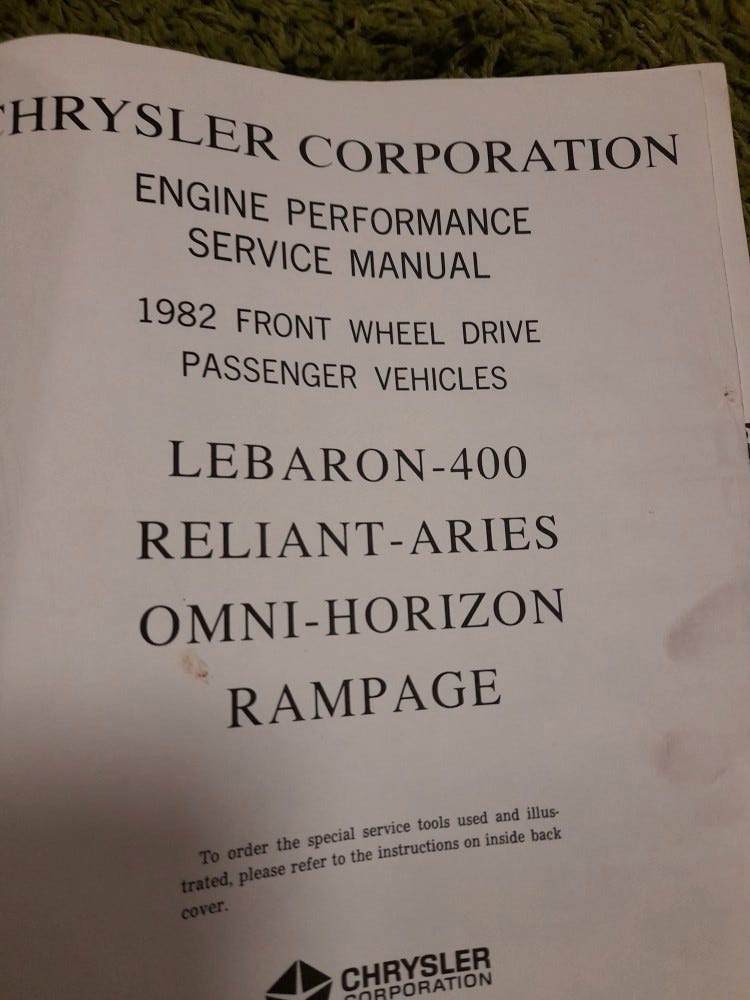 CHRYSLER CORPORATION
ENGINE PERFORMANCE
SERVICE MANUAL
1982 FRONT WHEEL DRIVE
PASSENGER VEHICLES
LEBARON-400
RELIANT-ARIES
OMNI-HORIZON
RAMPAGE
To order the special service tools used and illus-
trated, please refer to the instructions on inside back
cover.
CHRYSLER
CORPORATION